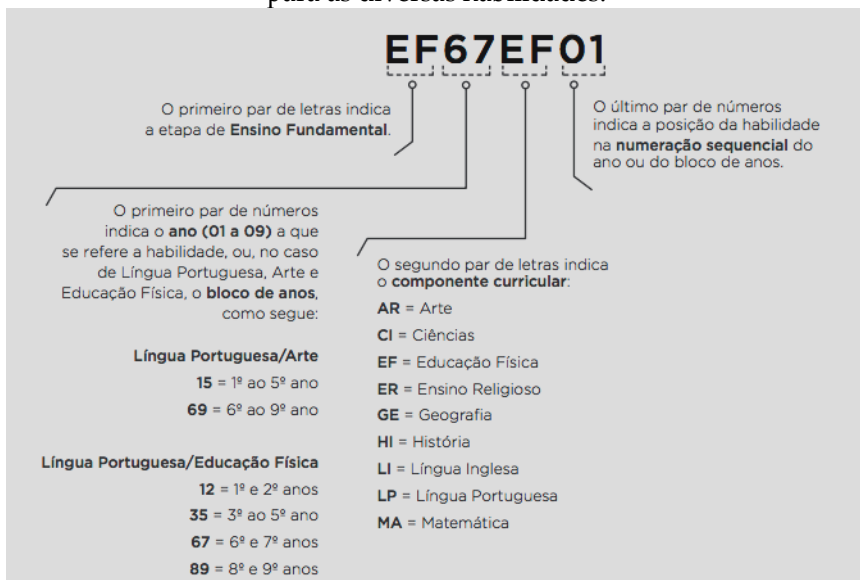 para as diversas habilidades.
EF67EF01
O primeiro par de letras indica
a etapa de Ensino Fundamental.
O último par de números
indica a posição da habilidade
na numeração sequencial do
ano ou do bloco de anos.
O primeiro par de números
indica o ano (01 a 09) a que
se refere a habilidade, ou, no caso
de Língua Portuguesa, Arte e
Educação Física, o bloco de anos,
como segue:
Língua Portuguesa/Arte
15 = 1º ao 5º ano
69 = 6º ao 9º ano
Língua Portuguesa/Educação Física
12 = 1º e 2º anos
35 = 3º ao 5º ano
67 = 6º e 7º anos
89 = 8º e 9º anos
O segundo par de letras indica
o componente curricular:
AR = Arte
CI = Ciências
EF = Educação Física
ER = Ensino Religioso
GE = Geografia
HI = História
LI = Língua Inglesa
LP = Língua Portuguesa
MA = Matemática